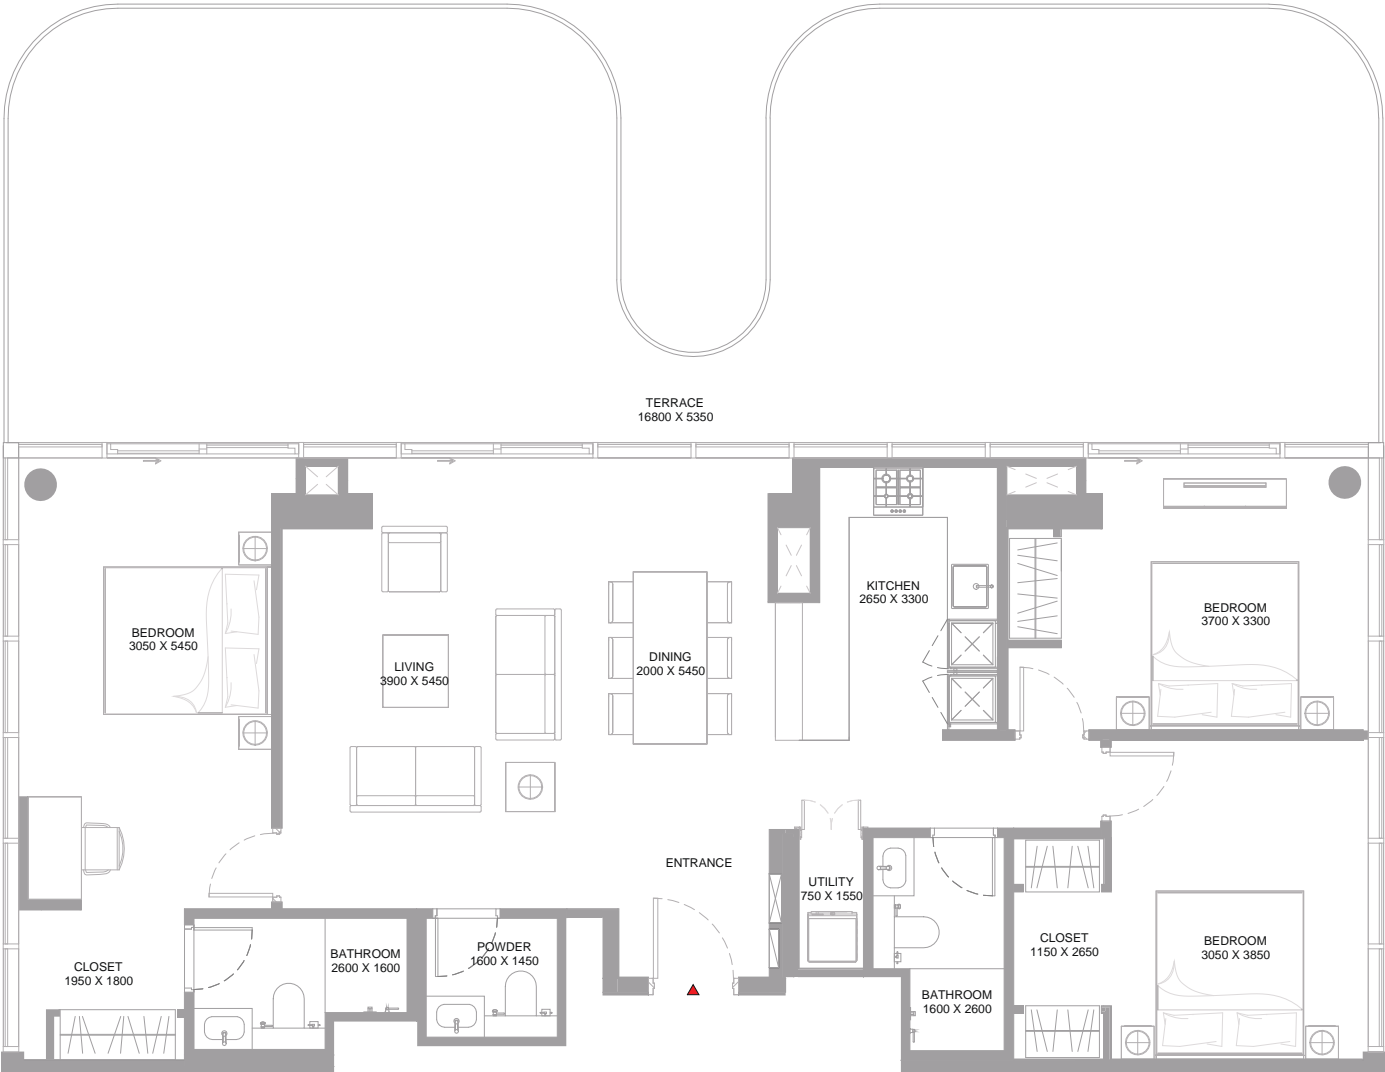 TERRACE
16800 X 5350
BEDROOM
3050 X 5450
LIVING
3900 X 5450
DINING
2000 X 5450
KITCHEN
2650 X 3300
BEDROOM
3700 X 3300
ENTRANCE
UTILITY
750 X 1550
CLOSET
1950 X 1800
BATHROOM
2600 X 1600
POWDER
1600 X 1450
BATHROOM
1600 X 2600
CLOSET
1150 X 2650
BEDROOM
3050 X 3850